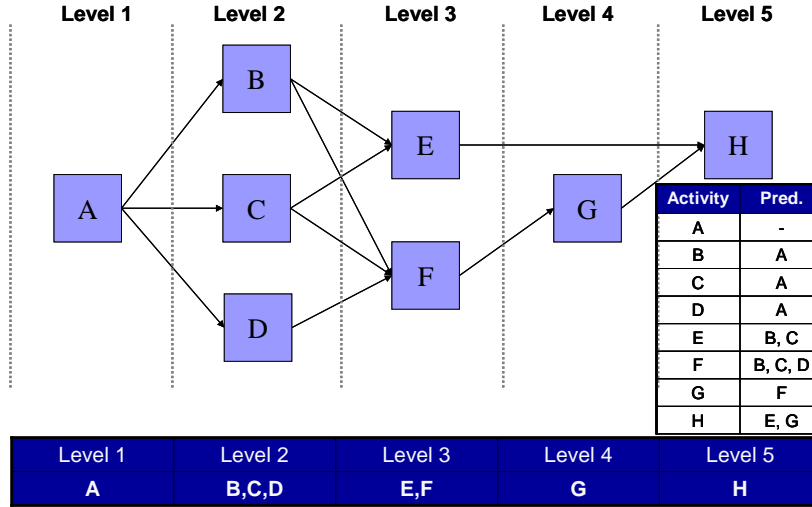 Level 1 Level 2 Level 3 Level 4 Level 5
B
E H
A C G
F
D
Activity Pred.
A -
B A
C A
D A
E B, C
F B, C, D
G F
H E, G
Level 1 Level 2 Level 3 Level 4 Level 5
A B,C,D E,F G H